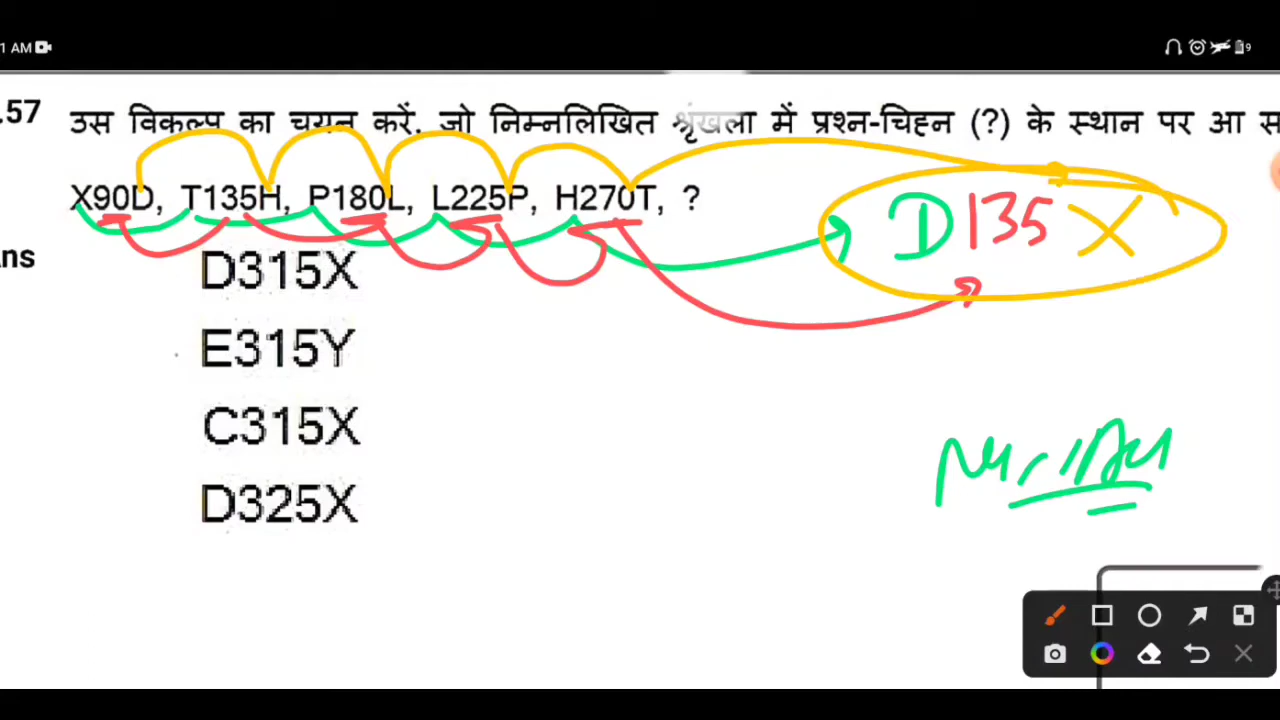 1 AM
9
.57 उस विकल्प का चयन करें. जो निम्नलिखित श्रृंखला में प्रश्न-चिह्न (?) के स्थान पर आ स
X90D, T135H, P180L, L225P, H270T, ?
D135X
ns D315X
E315Y
C315X
D325X